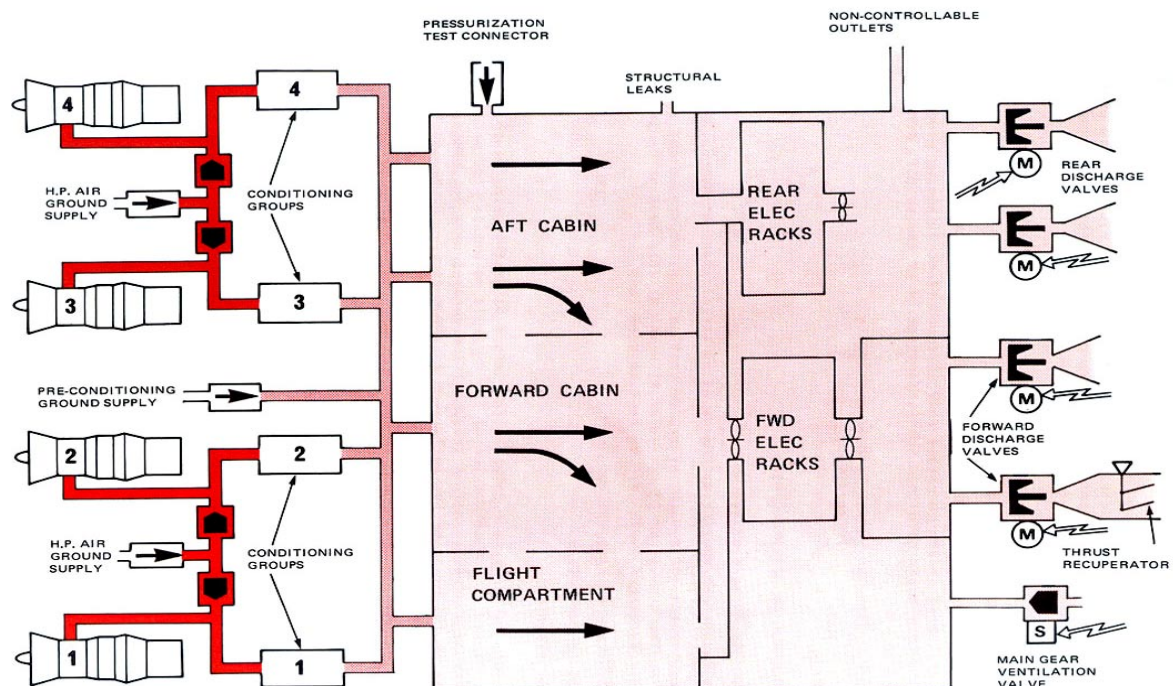 PRESSURIZATION
TEST CONNECTOR
NON-CONTROLLABLE
OUTLETS
STRUCTURAL
LEAKS
4
4
H.P. AIR
GROUND
SUPPLY
CONDITIONING
GROUPS
3
3
AFT CABIN
REAR
ELEC
RACKS
M
REAR
DISCHARGE
VALVES
M
PRE-CONDITIONING
GROUND SUPPLY
FORWARD CABIN
FWD
ELEC
RACKS
M
FORWARD
DISCHARGE
VALVES
2
2
H.P. AIR
GROUND
SUPPLY
CONDITIONING
GROUPS
M
THRUST
RECUPERATOR
FLIGHT
COMPARTMENT
1
1
S
MAIN GEAR
VENTILATION
VALVE